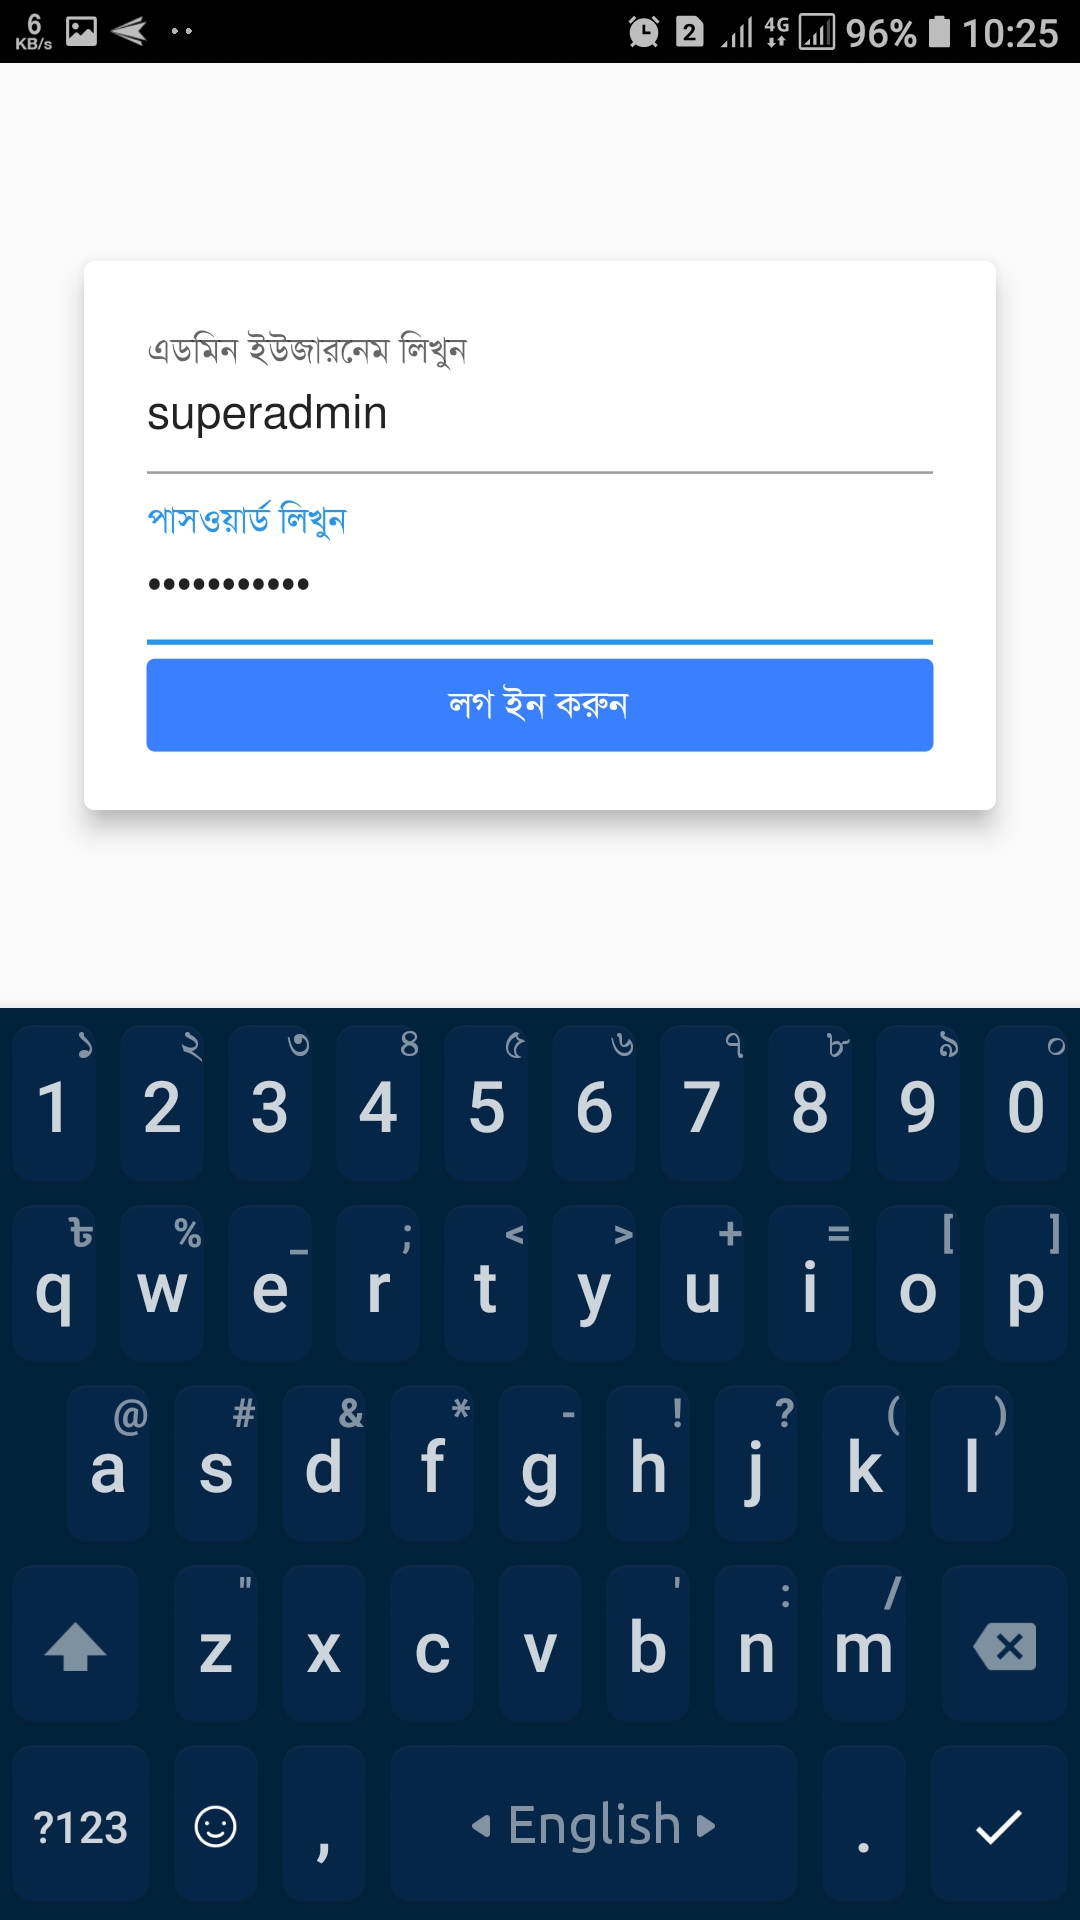 6
KB/s
2
4G
96%
10:25
এডমিন ইউজারনেম লিখুন
superadmin
পাসওয়ার্ড লিখুন
•••••••••••
লগ ইন করুন
১ ২ ৩ ৪ ৫ ৬ ৭ ৮ ৯ ০
1 2 3 4 5 6 7 8 9 0
৳ % _ ; < > + = [ ]
q w e r t y u i o p
@ # & * - ! ? ( )
a s d f g h j k l
" ' : /
z x c v b n m
?123 , English .